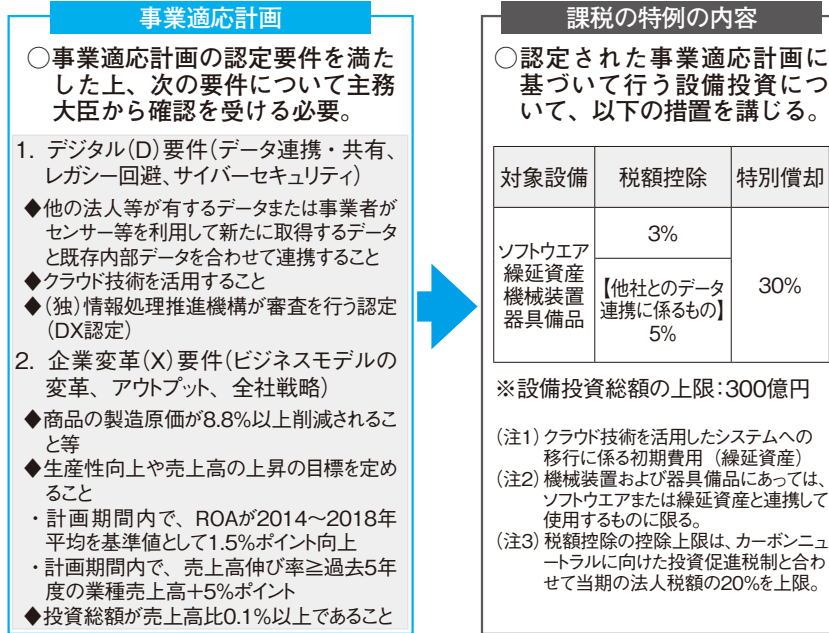 事業適応計画
○事業適応計画の認定要件を満た
した上、次の要件について主務
大臣から確認を受ける必要。
1. デジタル(D)要件(データ連携・共有、
レガシー回避、サイバーセキュリティ)
◆他の法人等が有するデータまたは事業者が
センサー等を利用して新たに取得するデータ
と既存内部データを合わせて連携すること
◆クラウド技術を活用すること
◆(独)情報処理推進機構が審査を行う認定
(DX認定)
2. 企業変革(X)要件(ビジネスモデルの
変革、アウトプット、全社戦略)
◆商品の製造原価が8.8%以上削減されるこ
と等
◆生産性向上や売上高の上昇の目標を定め
ること
・計画期間内で、ROAが2014〜2018年
平均を基準値として1.5%ポイント向上
・計画期間内で、売上高伸び率≧過去5年
度の業種売上高+5%ポイント
◆投資総額が売上高比0.1%以上であること
課税の特例の内容
○認定された事業適応計画に
基づいて行う設備投資につ
いて、以下の措置を講じる。
対象設備 税額控除 特別償却
ソフトウエア
繰延資産
機械装置
器具備品
3%
【他社とのデータ
連携に係るもの】
5%
30%
※設備投資総額の上限:300億円
(注1)クラウド技術を活用したシステムへの
移行に係る初期費用(繰延資産)
(注2)機械装置および器具備品にあっては、
ソフトウエアまたは繰延資産と連携して
使用するものに限る。
(注3)税額控除の控除上限は、カーボンニュ
ートラルに向けた投資促進税制と合わ
せて当期の法人税額の20%を上限。